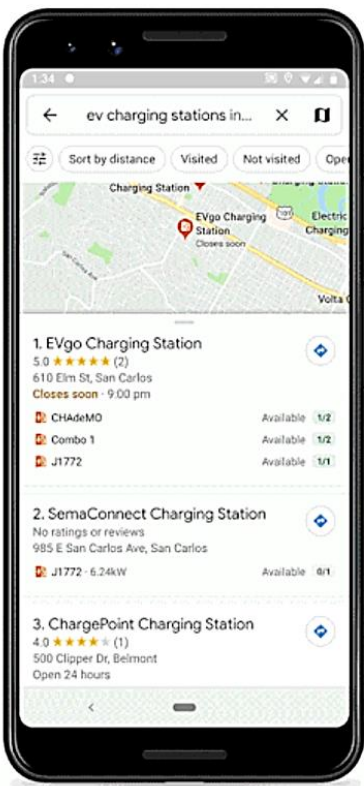 1:34
ev charging stations in...
Sort by distance
Visited
Not visited
Charging Station
EVgo Charging
Station
Closes soon
101
Electric
Charging
San Carlos Ave
Volta
1. EVgo Charging Station
5.0 ★★★★★ (2)
610 Elm St, San Carlos
Closes soon · 9:00 pm
CHAdeMO Available 1/2
Combo 1 Available 1/2
J1772 Available 1/1
2. SemaConnect Charging Station
No ratings or reviews
985 E San Carlos Ave, San Carlos
J1772 · 6.24kW Available 0/1
3. ChargePoint Charging Station
4.0 ★★★★★ (1)
500 Clipper Dr, Belmont
Open 24 hours